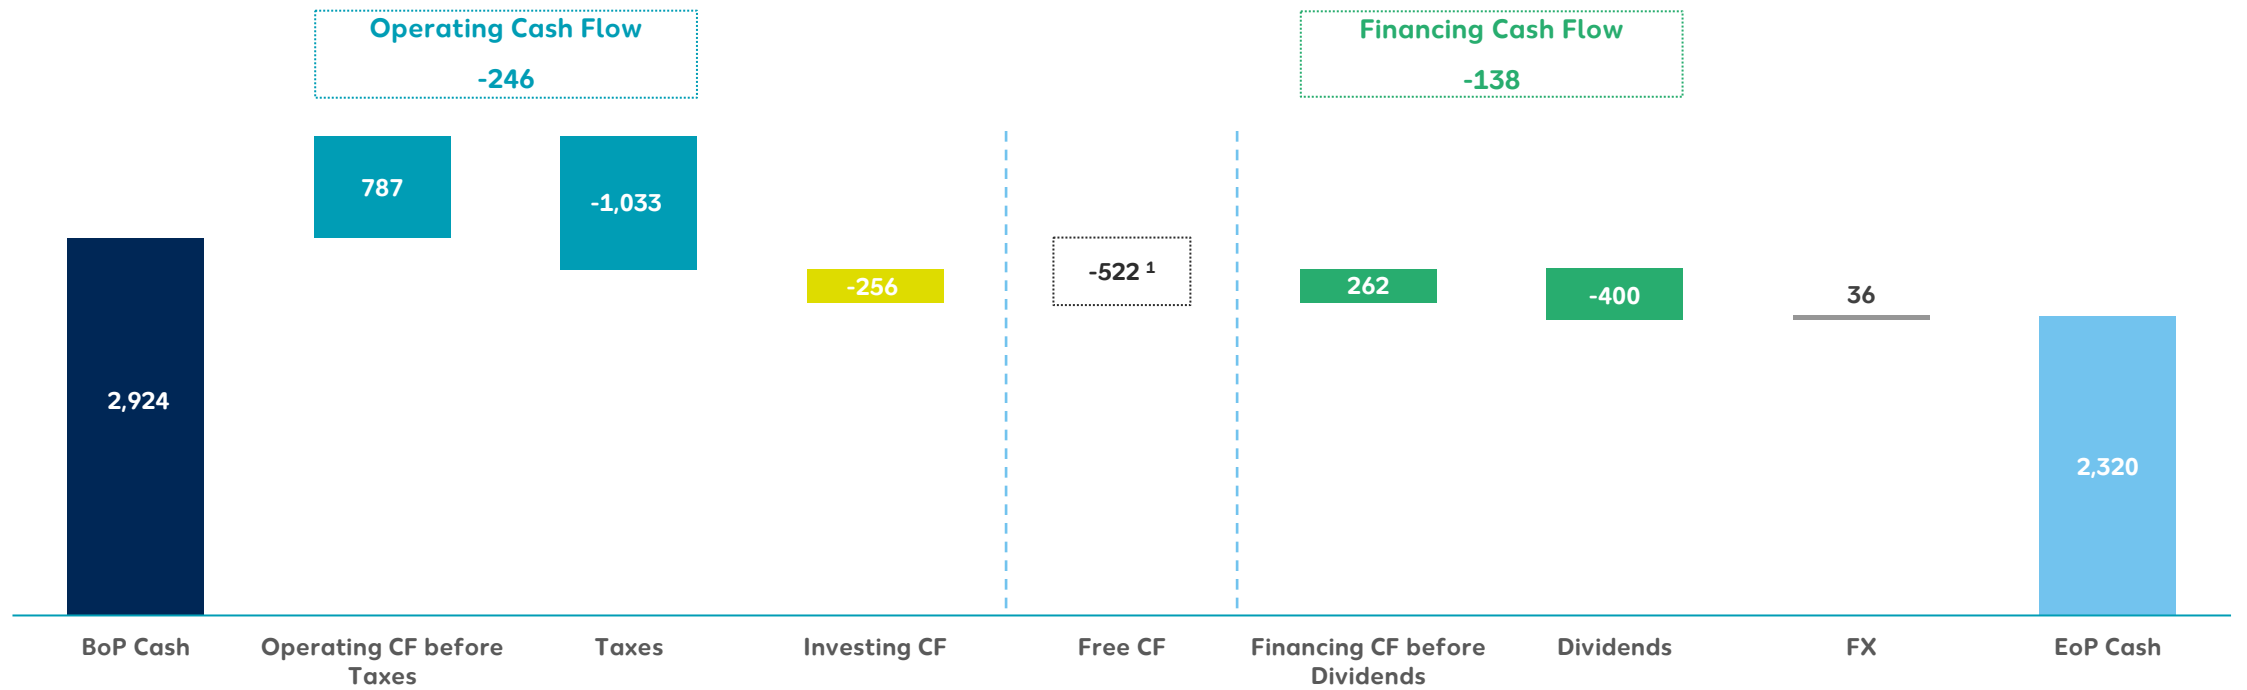 Operating Cash Flow
-246
Financing Cash Flow
-138
787
-1,033
2,924
-256
-522 ¹
262
-400
36
2,320
BoP Cash
Operating CF before
Taxes
Taxes
Investing CF
Free CF
Financing CF before
Dividends
Dividends
FX
EoP Cash